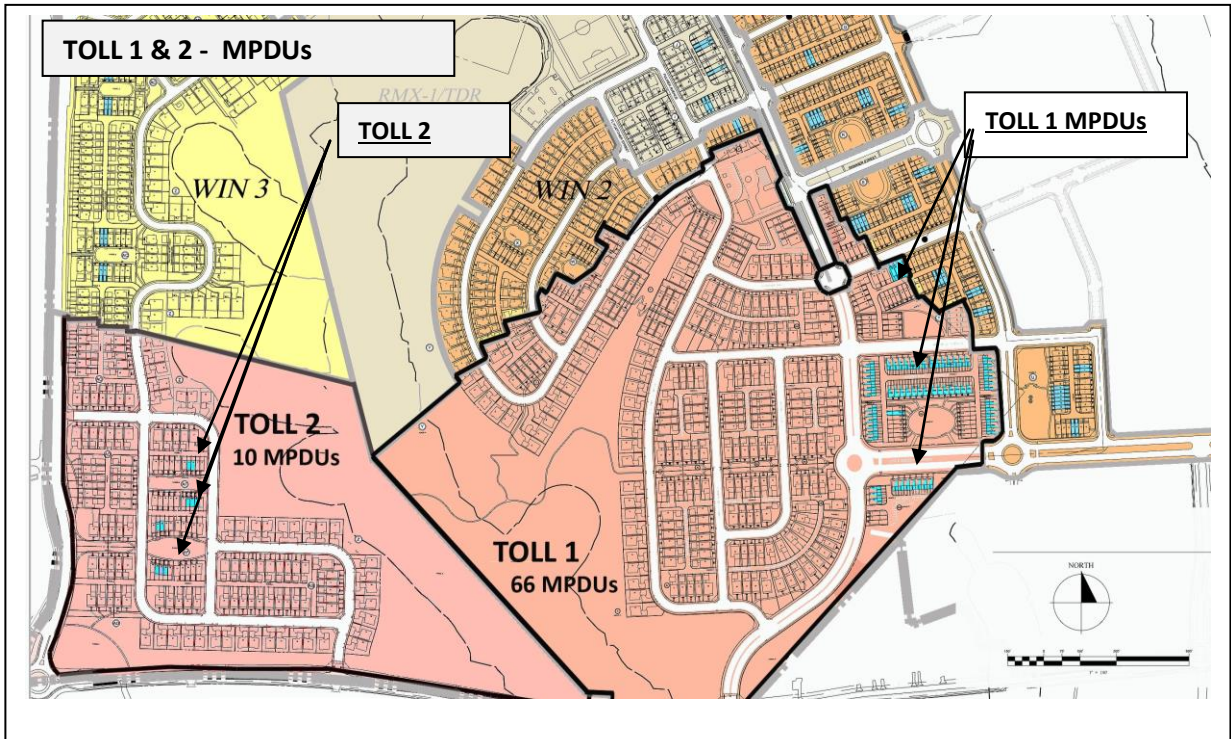 TOLL 1 & 2 - MPDUs
RMX-1/TDR
TOLL 2
TOLL 1 MPDUs
WIN 3
WIN 2
TOLL 2
10 MPDUs
TOLL 1
66 MPDUs
NORTH